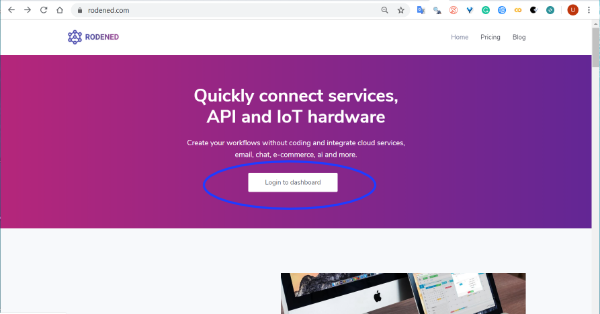 rodened.com
U
RODENED
Home Pricing Blog
Quickly connect services,
API and IoT hardware
Create your workflows without coding and integrate cloud services,
email, chat, e-commerce, ai and more.
Login to dashboard